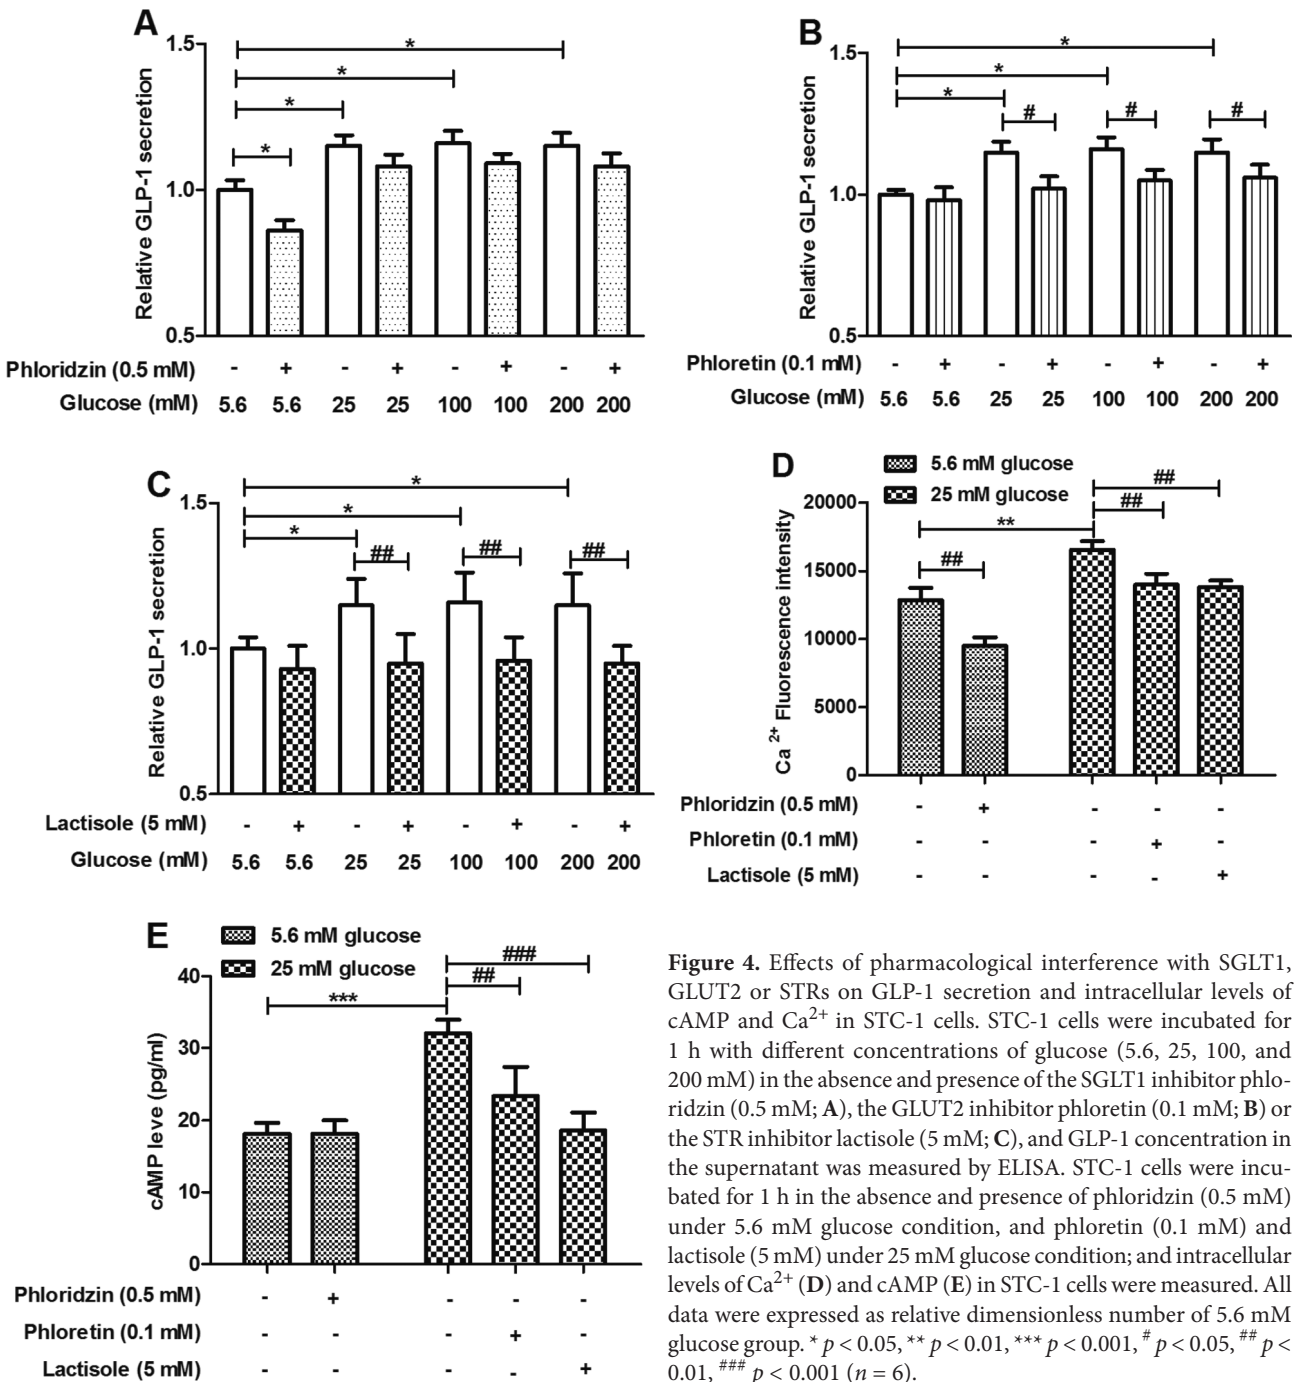 A
1.5
1.0
0.5
Relative GLP-1 secretion
*
*
*
*
Phloridzin (0.5 mM) - + - + - + - +
Glucose (mM) 5.6 5.6 25 25 100 100 200 200
B
1.5
1.0
0.5
Relative GLP-1 secretion
*
*
*
# # #
Phloretin (0.1 mM) - + - + - + - +
Glucose (mM) 5.6 5.6 25 25 100 100 200 200
C
1.5
1.0
0.5
Relative GLP-1 secretion
*
*
*
## ## ##
Lactisole (5 mM) - + - + - + - +
Glucose (mM) 5.6 5.6 25 25 100 100 200 200
D
5.6 mM glucose
25 mM glucose
20000
15000
10000
5000
0
Ca 2+ Fluorescence intensity
##
##
**
##
Phloridzin (0.5 mM) - + - - -
Phloretin (0.1 mM) - - - + -
Lactisole (5 mM) - - - - +
E
5.6 mM glucose
25 mM glucose
40
30
20
10
0
cAMP leve (pg/ml)
###
##
***
Phloridzin (0.5 mM) - + - - -
Phloretin (0.1 mM) - - - + -
Lactisole (5 mM) - - - - +
Figure 4. Effects of pharmacological interference with SGLT1,
GLUT2 or STRs on GLP-1 secretion and intracellular levels of
cAMP and Ca2+ in STC-1 cells. STC-1 cells were incubated for
1 h with different concentrations of glucose (5.6, 25, 100, and
200 mM) in the absence and presence of the SGLT1 inhibitor phlo-
ridzin (0.5 mM; A), the GLUT2 inhibitor phloretin (0.1 mM; B) or
the STR inhibitor lactisole (5 mM; C), and GLP-1 concentration in
the supernatant was measured by ELISA. STC-1 cells were incu-
bated for 1 h in the absence and presence of phloridzin (0.5 mM)
under 5.6 mM glucose condition, and phloretin (0.1 mM) and
lactisole (5 mM) under 25 mM glucose condition; and intracellular
levels of Ca2+ (D) and cAMP (E) in STC-1 cells were measured. All
data were expressed as relative dimensionless number of 5.6 mM
glucose group. * p < 0.05, ** p < 0.01, *** p < 0.001, # p < 0.05, ## p <
0.01, ### p < 0.001 (n = 6).